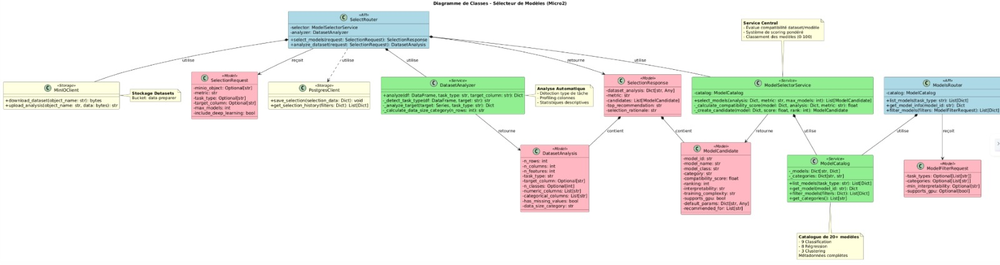 Diagramme de Classes - Sélecteur de Modèles (Micro2)
«API»
C
SelectRouter
-selector: ModelSelectorService
-analyzer: DatasetAnalyzer
+select_models(request: SelectionRequest): SelectionResponse
+analyze_dataset(request: SelectionRequest): DatasetAnalysis
Service Central
- Évalue compatibilité dataset/modèle
- Système de scoring pondéré
- Classement des modèles (0-100)
utilise
reçoit
utilise
utilise
retourne
utilise
«Storage»
C
MinIOClient
+download_dataset(object_name: str): bytes
+upload_analysis(object_name: str, data: bytes): str
Stockage Datasets
Bucket: data-preparer
«Model»
C
SelectionRequest
-minio_object: Optional[str]
-metric: str
-task_type: Optional[str]
-target_column: Optional[str]
-max_models: int
-include_deep_learning: bool
«Storage»
C
PostgresClient
+save_selection(selection_data: Dict): void
+get_selection_history(filters: Dict): List[Dict]
«Service»
C
DatasetAnalyzer
+analyze(df: DataFrame, task_type: str, target_column: str): Dict
-_detect_task_type(df: DataFrame, target: str): str
-_analyze_target(target: Series, task_type: str): Dict
-_calculate_data_size_category(n_rows: int): str
Analyse Automatique
- Détection type de tâche
- Profiling colonnes
- Statistiques descriptives
«Model»
C
SelectionResponse
-dataset_analysis: Dict[str, Any]
-metric: str
-candidates: List[ModelCandidate]
-top_recommendation: str
-selection_rationale: str
«Service»
C
ModelSelectorService
-catalog: ModelCatalog
+select_models(analysis: Dict, metric: str, max_models: int): List[ModelCandidate]
-_calculate_compatibility_score(model: Dict, analysis: Dict, metric: str): float
-_create_candidate(model: Dict, score: float, rank: int): ModelCandidate
«API»
C
ModelsRouter
-catalog: ModelCatalog
+list_models(task_type: str): List[Dict]
+get_model_info(model_id: str): Dict
+filter_models(filters: ModelFilterRequest): List[Dict]
retourne
contient
contient
retourne
utilise
utilise
reçoit
«Model»
C
DatasetAnalysis
-n_rows: int
-n_columns: int
-n_features: int
-task_type: str
-target_column: Optional[str]
-n_classes: Optional[int]
-numeric_columns: List[str]
-categorical_columns: List[str]
-has_missing_values: bool
-data_size_category: str
«Model»
C
ModelCandidate
-model_id: str
-model_name: str
-model_class: str
-category: str
-compatibility_score: float
-ranking: int
-interpretability: str
-training_complexity: str
-supports_gpu: bool
-default_params: Dict[str, Any]
-recommended_for: List[str]
«Service»
C
ModelCatalog
-_models: Dict[str, Dict]
-_categories: Dict[str, str]
+list_models(task_type: str): List[Dict]
+get_model(model_id: str): Dict
+filter_models(filters: Dict): List[Dict]
+get_categories(): List[str]
«Model»
C
ModelFilterRequest
-task_types: Optional[List[str]]
-categories: Optional[List[str]]
-min_interpretability: Optional[str]
-supports_gpu: Optional[bool]
Catalogue de 20+ modèles
- 9 Classification
- 8 Régression
- 3 Clustering
Métadonnées complètes